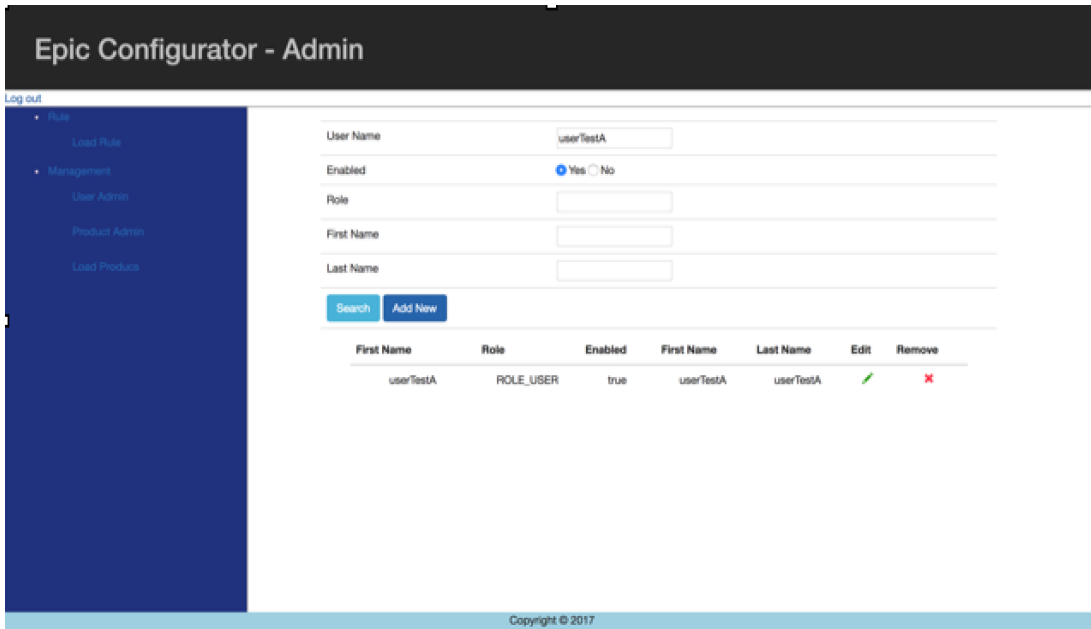 Epic Configurator - Admin
Log out
Rule
Load Rule
Management
User Admin
Product Admin
Load Producs
User Name userTestA
Enabled Yes No
Role
First Name
Last Name
Search Add New
First Name Role Enabled First Name Last Name Edit Remove
userTestA ROLE_USER true userTestA userTestA
Copyright © 2017